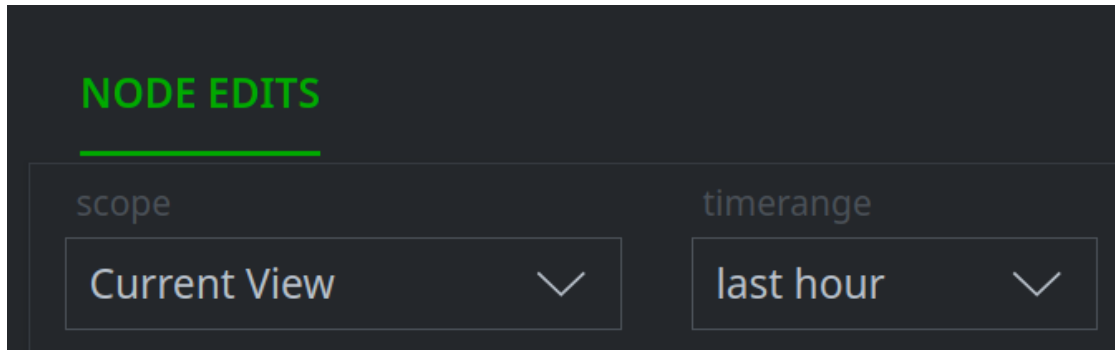 NODE EDITS
scope
timerange
Current View
last hour